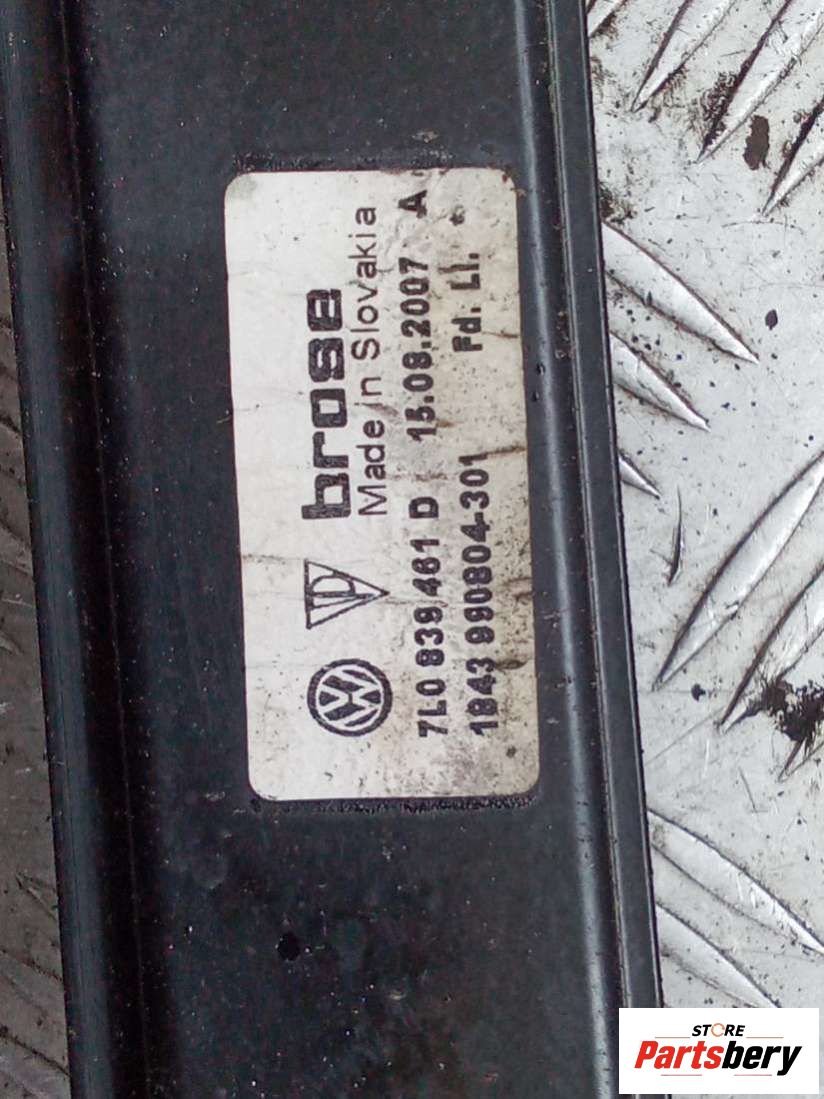 brose
Made in Slovakia
7L0 839 461 D 15.08.2007 A
1843 990804-301 Fd. LI.
STORE
Partsbery